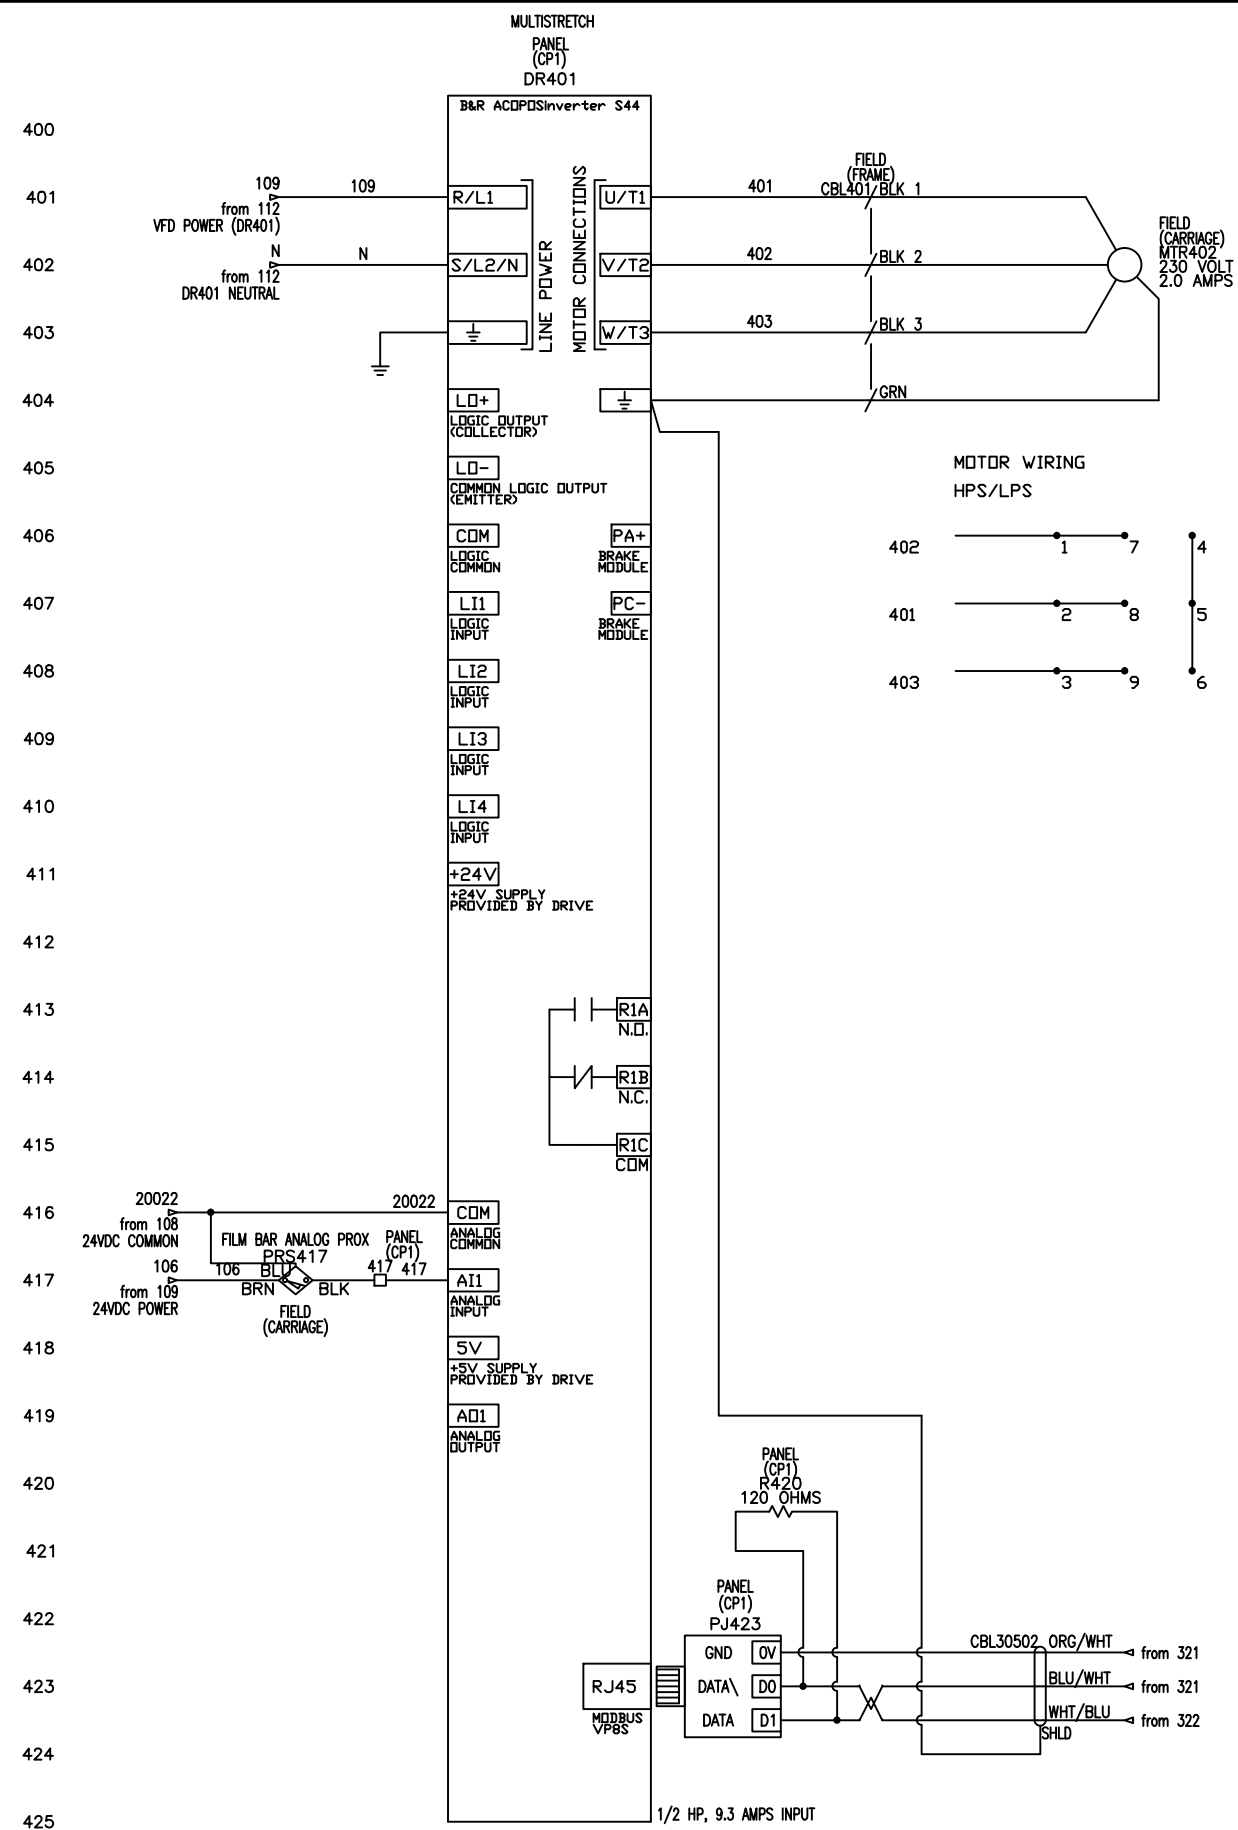 MULTISTRETCH
PANEL
(CP1)
DR401
B&R ACOPOSInverter S44
400
401
109
109
from 112
VFD POWER (DR401)
R/L1
U/T1
401
FIELD
(FRAME)
CBL401
BLK 1
402
N
N
from 112
DR401 NEUTRAL
S/L2/N
LINE POWER
MOTOR CONNECTIONS
V/T2
402
BLK 2
FIELD
(CARRIAGE)
MTR402
230 VOLT
2.0 AMPS
403
W/T3
403
BLK 3
404
LO+
LOGIC OUTPUT
(COLLECTOR)
GRN
405
LO-
COMMON LOGIC OUTPUT
(EMITTER)
MOTOR WIRING
HPS/LPS
406
COM
LOGIC
COMMON
PA+
BRAKE
MODULE
402
1
7
4
407
LI1
LOGIC
INPUT
PC-
BRAKE
MODULE
401
2
8
5
408
LI2
LOGIC
INPUT
403
3
9
6
409
LI3
LOGIC
INPUT
410
LI4
LOGIC
INPUT
411
+24V
+24V SUPPLY
PROVIDED BY DRIVE
412
413
R1A
N.O.
414
R1B
N.C.
415
R1C
COM
416
20022
from 108
24VDC COMMON
20022
COM
ANALOG
COMMON
FILM BAR ANALOG PROX
PRS417
PANEL
(CP1)
417
106
from 109
24VDC POWER
106
BLU
BRN
BLK
417
417
AI1
ANALOG
INPUT
FIELD
(CARRIAGE)
418
5V
+5V SUPPLY
PROVIDED BY DRIVE
419
AO1
ANALOG
OUTPUT
420
PANEL
(CP1)
R420
120 OHMS
421
422
PANEL
(CP1)
PJ423
GND
0V
CBL30502
ORG/WHT
from 321
423
RJ45
MODBUS
VP8S
DATA\
D0
BLU/WHT
from 321
DATA
D1
WHT/BLU
from 322
SHLD
424
425
1/2 HP, 9.3 AMPS INPUT